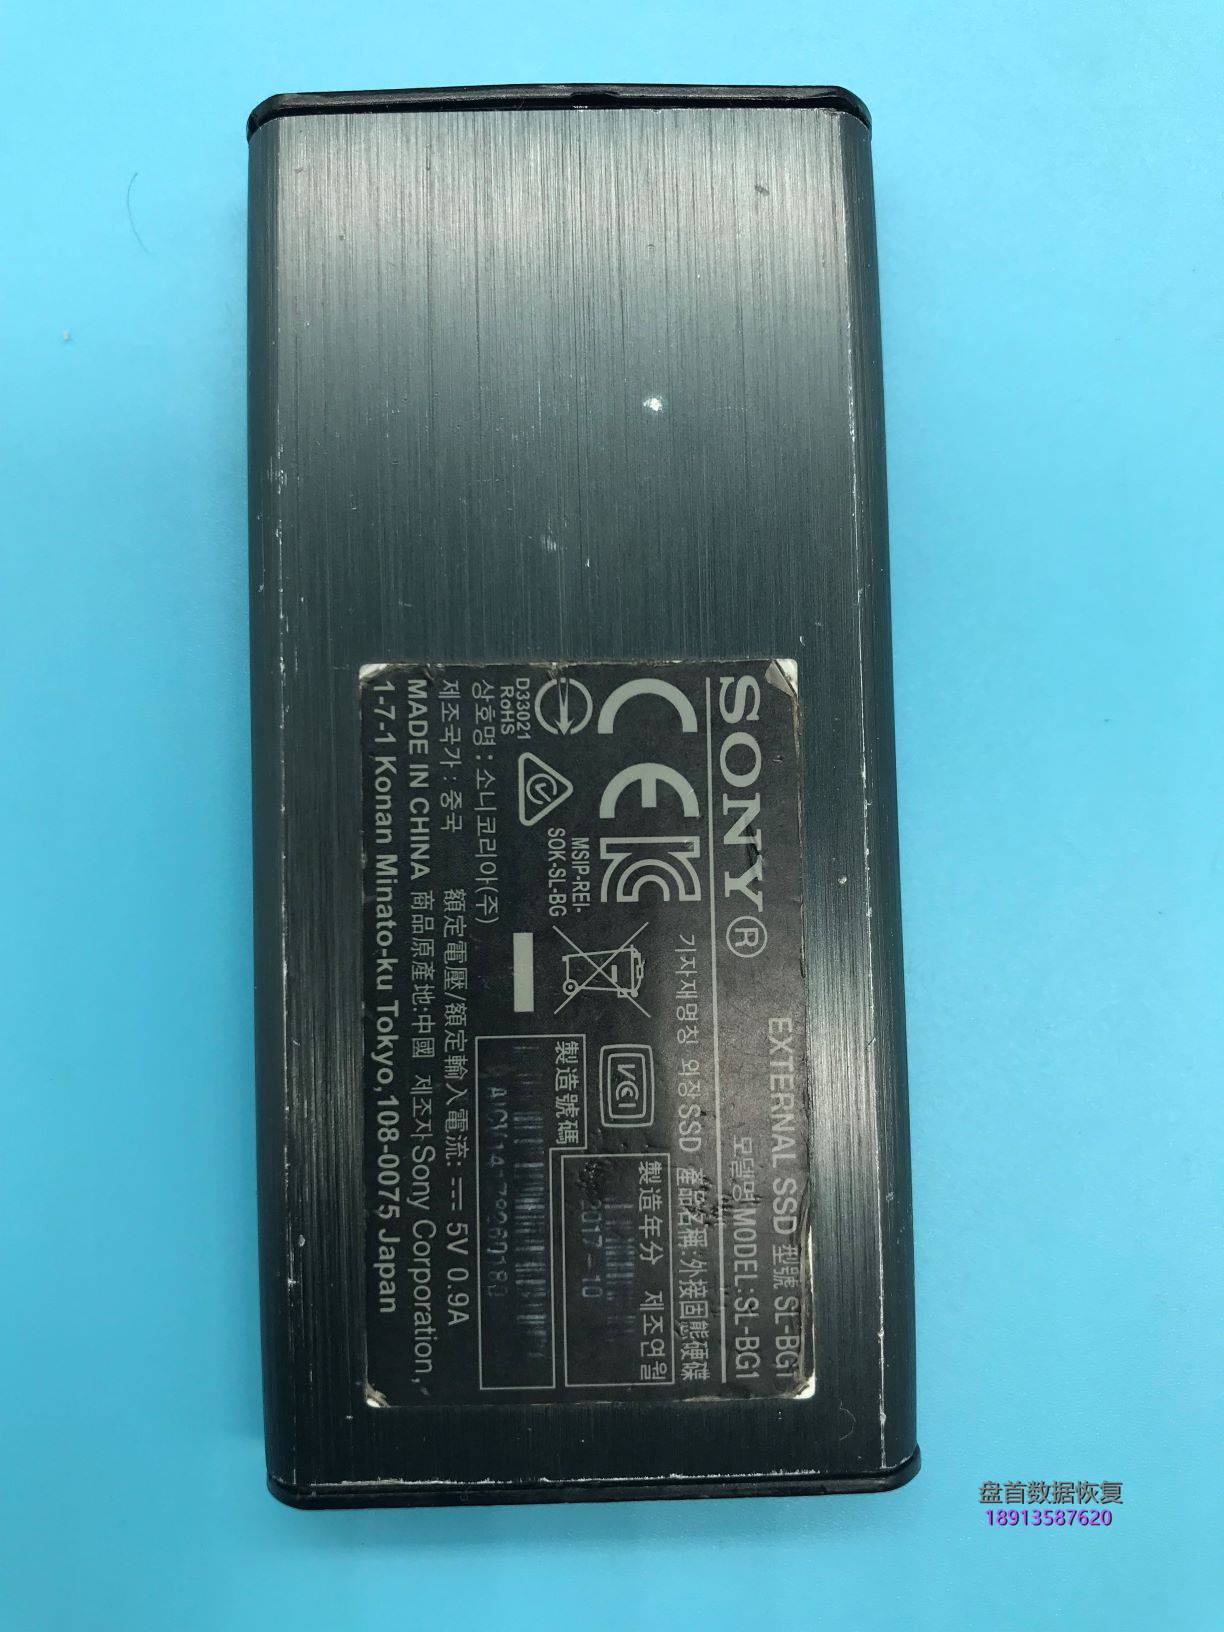 SONY®
EXTERNAL SSD 型號 SL-BG1
모델명 MODEL:SL-BG1
기자재명칭 외장 SSD 產品名稱:外接固態硬碟
CE
VCI
製造年分 제조연월
2017-10
MSIP-REI-
SOK-SL-BG
製造號碼
D33021
RoHS
상호명 : 소니코리아(주)
제조국가 : 중국 額定電壓/額定輸入電流: 5V 0.9A
MADE IN CHINA 商品原產地:中國 제조자 Sony Corporation,
1-7-1 Konan Minato-ku Tokyo,108-0075 Japan
盘首数据恢复
18913587620